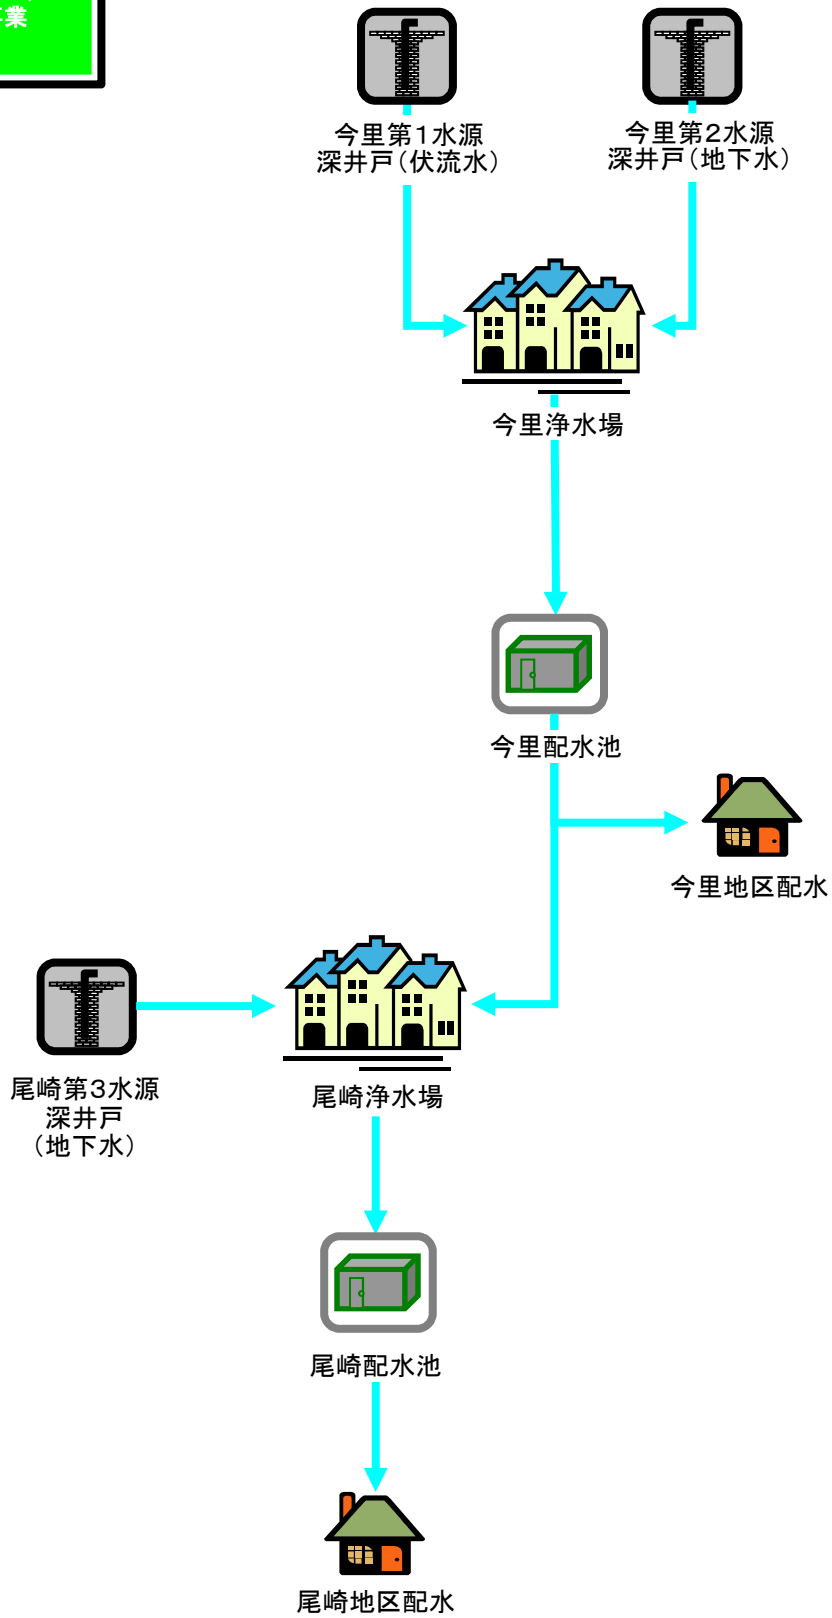 業
今里第１水源
深井戸（伏流水）
今里第２水源
深井戸（地下水）
今里浄水場
今里配水池
今里地区配水
尾崎第３水源
深井戸
（地下水）
尾崎浄水場
尾崎配水池
尾崎地区配水